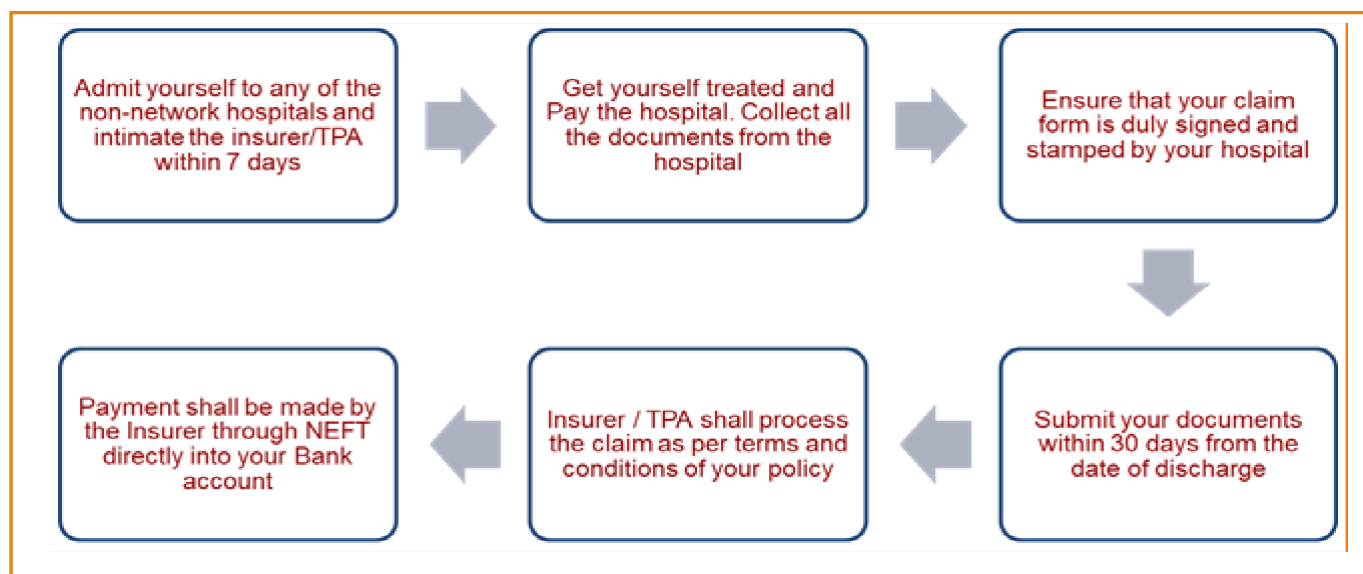 Admit yourself to any of the
non-network hospitals and
intimate the insurer/TPA
within 7 days
Get yourself treated and
Pay the hospital. Collect all
the documents from the
hospital
Ensure that your claim
form is duly signed and
stamped by your hospital
Submit your documents
within 30 days from the
date of discharge
Insurer / TPA shall process
the claim as per terms and
conditions of your policy
Payment shall be made by
the Insurer through NEFT
directly into your Bank
account